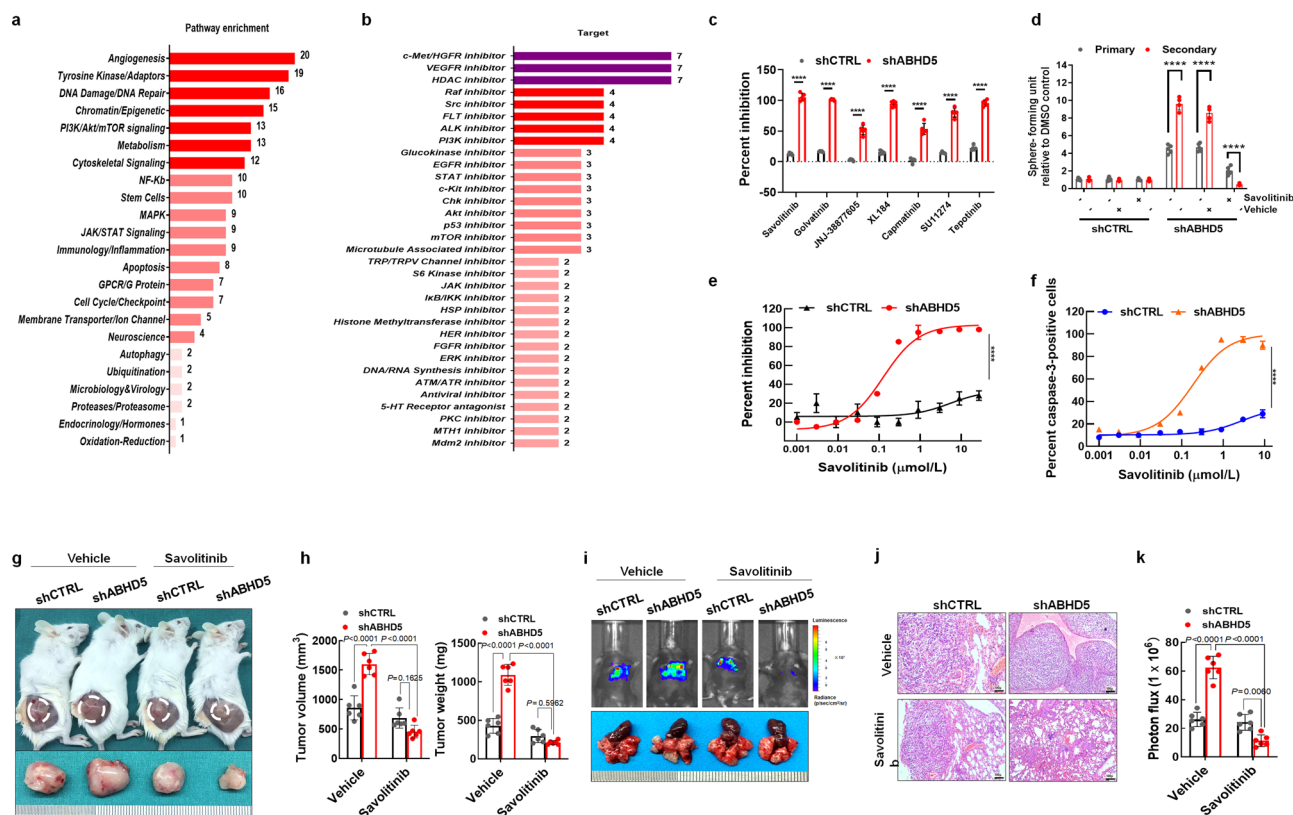 a
Pathway enrichment
Angiogenesis 20
Tyrosine Kinase/Adaptors 19
DNA Damage/DNA Repair 16
Chromatin/Epigenetic 15
PI3K/Akt/mTOR signaling 13
Metabolism 13
Cytoskeletal Signaling 12
NF-Kb 10
Stem Cells 10
MAPK 9
JAK/STAT Signaling 9
Immunology/Inflammation 9
Apoptosis 8
GPCR/G Protein 7
Cell Cycle/Checkpoint 7
Membrane Transporter/Ion Channel 5
Neuroscience 4
Autophagy 2
Ubiquitination 2
Microbiology&Virology 2
Proteases/Proteasome 2
Endocrinology/Hormones 1
Oxidation-Reduction 1
b
Target
c-Met/HGFR inhibitor 7
VEGFR inhibitor 7
HDAC inhibitor 7
Raf inhibitor 4
Src inhibitor 4
FLT inhibitor 4
ALK inhibitor 4
PI3K inhibitor 4
Glucokinase inhibitor 3
EGFR inhibitor 3
STAT inhibitor 3
c-Kit inhibitor 3
Chk inhibitor 3
Akt inhibitor 3
p53 inhibitor 3
mTOR inhibitor 3
Microtubule Associated inhibitor 3
TRP/TRPV Channel inhibitor 2
S6 Kinase inhibitor 2
JAK inhibitor 2
IκB/IKK inhibitor 2
HSP inhibitor 2
Histone Methyltransferase inhibitor 2
HER inhibitor 2
FGFR inhibitor 2
ERK inhibitor 2
DNA/RNA Synthesis inhibitor 2
ATM/ATR inhibitor 2
Antiviral inhibitor 2
5-HT Receptor antagonist 2
PKC inhibitor 2
MTH1 inhibitor 2
Mdm2 inhibitor 2
c
shCTRL shABHD5
Percent inhibition
150
100
50
0
-50
**** **** **** **** **** **** ****
Savolitinib
Golvatinib
JNJ-38877605
XL184
Capmatinib
SU11274
Tepotinib
d
Primary Secondary
Sphere- forming unit
relative to DMSO control
16
14
12
10
8
6
4
2
0
**** **** ****
- - + - - + Savolitinib
- + - - + - Vehicle
shCTRL shABHD5
e
shCTRL shABHD5
Percent inhibition
100
80
60
40
20
0
****
0.001 0.01 0.1 1 10
Savolitinib (μmol/L)
f
shCTRL shABHD5
Percent caspase-3-positive cells
100
80
60
40
20
0
****
0.001 0.01 0.1 1 10
Savolitinib (μmol/L)
g
Vehicle Savolitinib
shCTRL shABHD5 shCTRL shABHD5
h
shCTRL
shABHD5
Tumor volume (mm³)
2000
1500
1000
500
0
P<0.0001 P<0.0001
P=0.1625
Vehicle Savolitinib
Tumor weight (mg)
1500
1000
500
0
P<0.0001 P<0.0001
P=0.5962
Vehicle Savolitinib
i
Vehicle Savolitinib
shCTRL shABHD5 shCTRL shABHD5
Luminescence
Radiance
(p/sec/cm²/sr)
j
shCTRL shABHD5
Vehicle
Savolitini
b
k
shCTRL
shABHD5
Photon flux (1 × 10⁶)
100
80
60
40
20
0
P<0.0001 P<0.0001
P=0.0060
Vehicle
Savolitinib